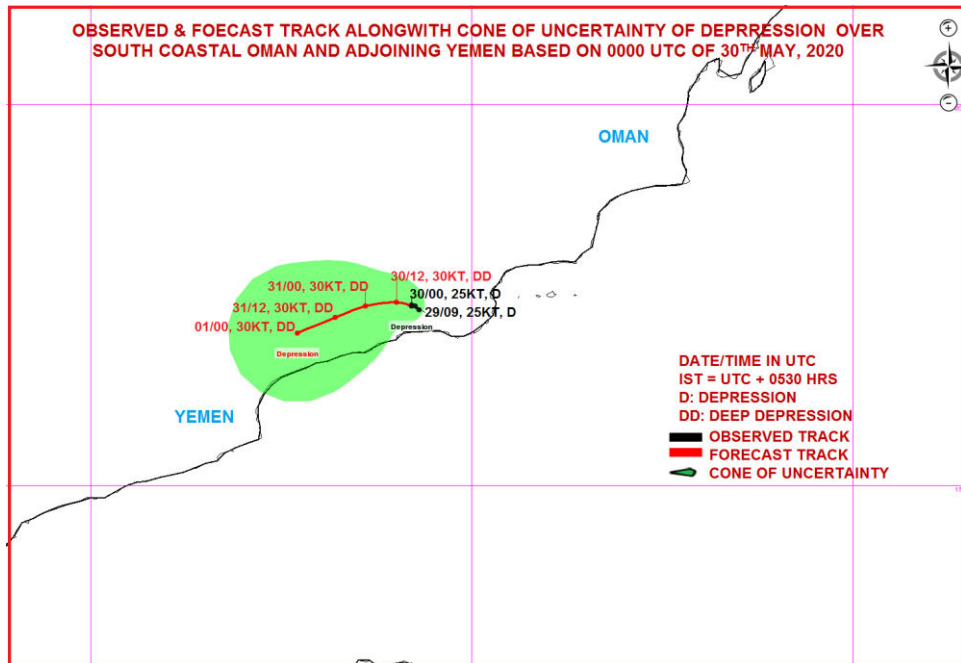 OBSERVED & FOECAST TRACK ALONGWITH CONE OF UNCERTAINTY OF DEPRRESSION OVER
SOUTH COASTAL OMAN AND ADJOINING YEMEN BASED ON 0000 UTC OF 30TH MAY, 2020
OMAN
30/12, 30KT, DD
31/00, 30KT, DD
30/00, 25KT, D
31/12, 30KT, DD
29/09, 25KT, D
01/00, 30KT, DD
Depression
Depression
YEMEN
DATE/TIME IN UTC
IST = UTC + 0530 HRS
D: DEPRESSION
DD: DEEP DEPRESSION
OBSERVED TRACK
FORECAST TRACK
CONE OF UNCERTAINTY